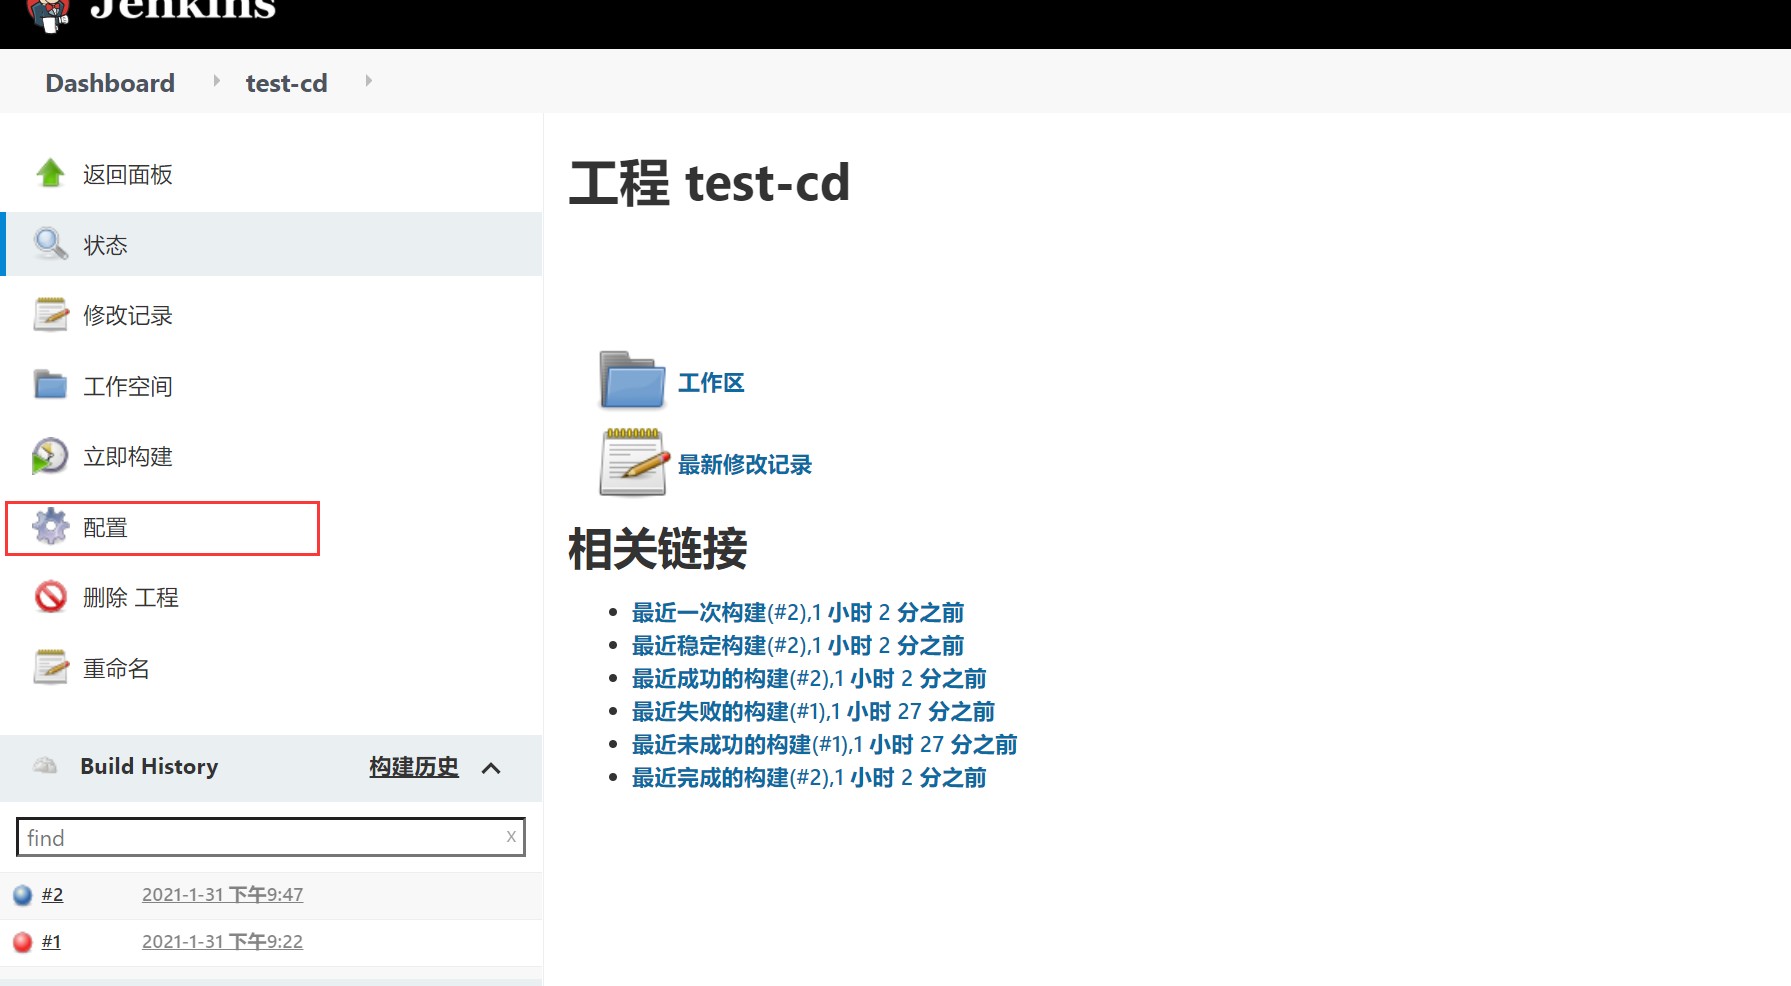 Jenkins
Dashboard
test-cd
返回面板
状态
修改记录
工作空间
立即构建
配置
删除 工程
重命名
Build History
构建历史
find
x
#2
2021-1-31 下午9:47
#1
2021-1-31 下午9:22
工程 test-cd
工作区
最新修改记录
相关链接
最近一次构建(#2),1 小时 2 分之前
最近稳定构建(#2),1 小时 2 分之前
最近成功的构建(#2),1 小时 2 分之前
最近失败的构建(#1),1 小时 27 分之前
最近未成功的构建(#1),1 小时 27 分之前
最近完成的构建(#2),1 小时 2 分之前